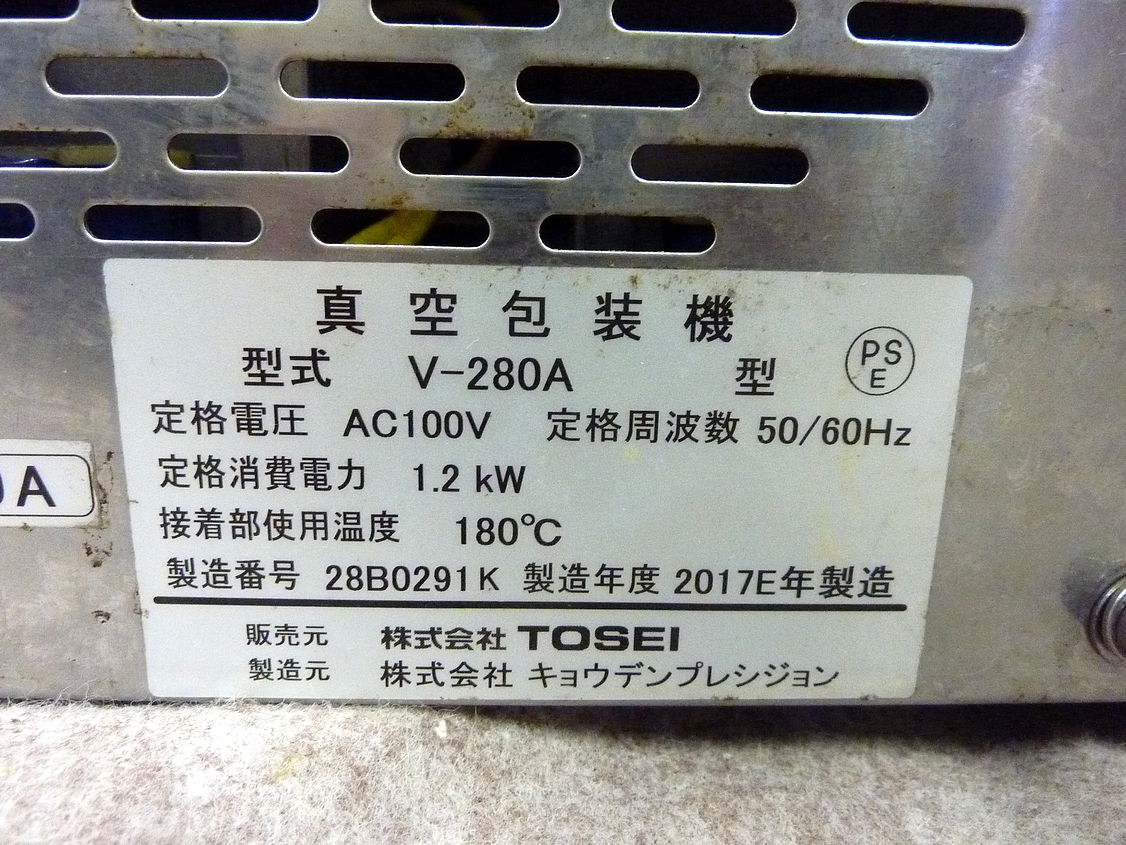 真空包装機
型式 V-280A 型
PS
E
定格電圧 AC100V 定格周波数 50/60Hz
定格消費電力 1.2 kW
0A
接着部使用温度 180℃
製造番号 28B0291K 製造年度 2017E年製造
販売元 株式会社 TOSEI
製造元 株式会社 キョウデンプレシジョン